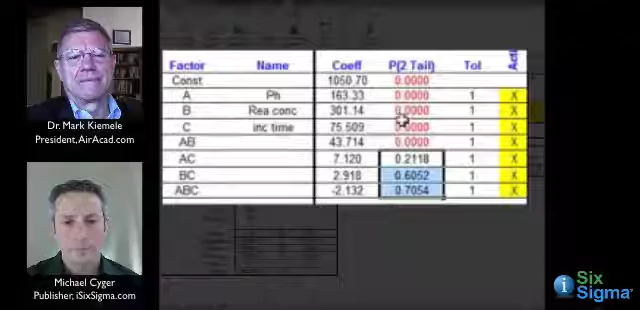 Dr. Mark Kiemele
President, AirAcad.com
Michael Cyger
Publisher, iSixSigma.com
Factor Name Coeff P(2 Tail) Tol
Const 1050.70 0.0000
A Ph 163.33 0.0000 1 X
B Rea conc 301.14 0.0000 1 X
C inc time 75.509 0.0000 1 X
AB 43.714 0.0000 1 X
AC 7.120 0.2118 1 X
BC 2.918 0.6052 1 X
ABC -2.132 0.7054 1 X
i Six
Sigma